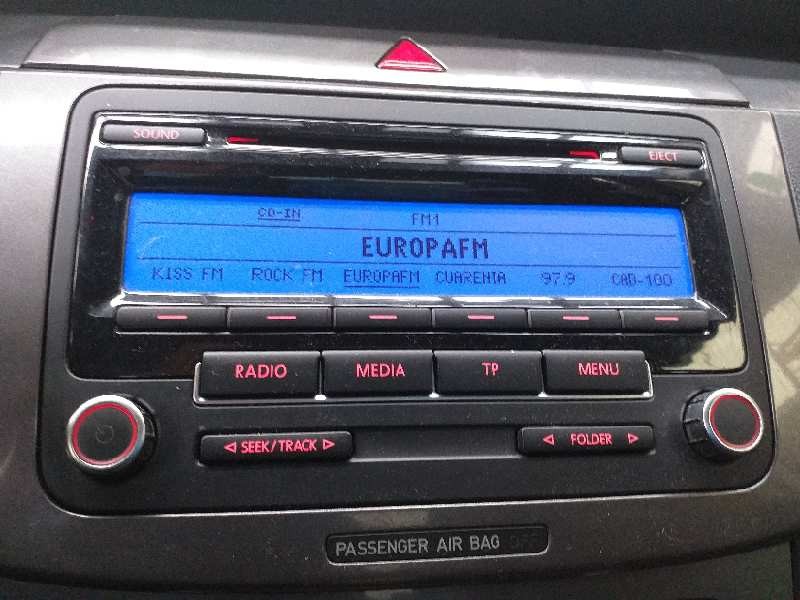 SOUND
EJECT
CD-IN FM1
EUROPAFM
KISS FM ROCK FM EUROPAFM CUARENTA 97.9 CAD-100
RADIO MEDIA TP MENU
SEEK/TRACK FOLDER
PASSENGER AIR BAG OFF